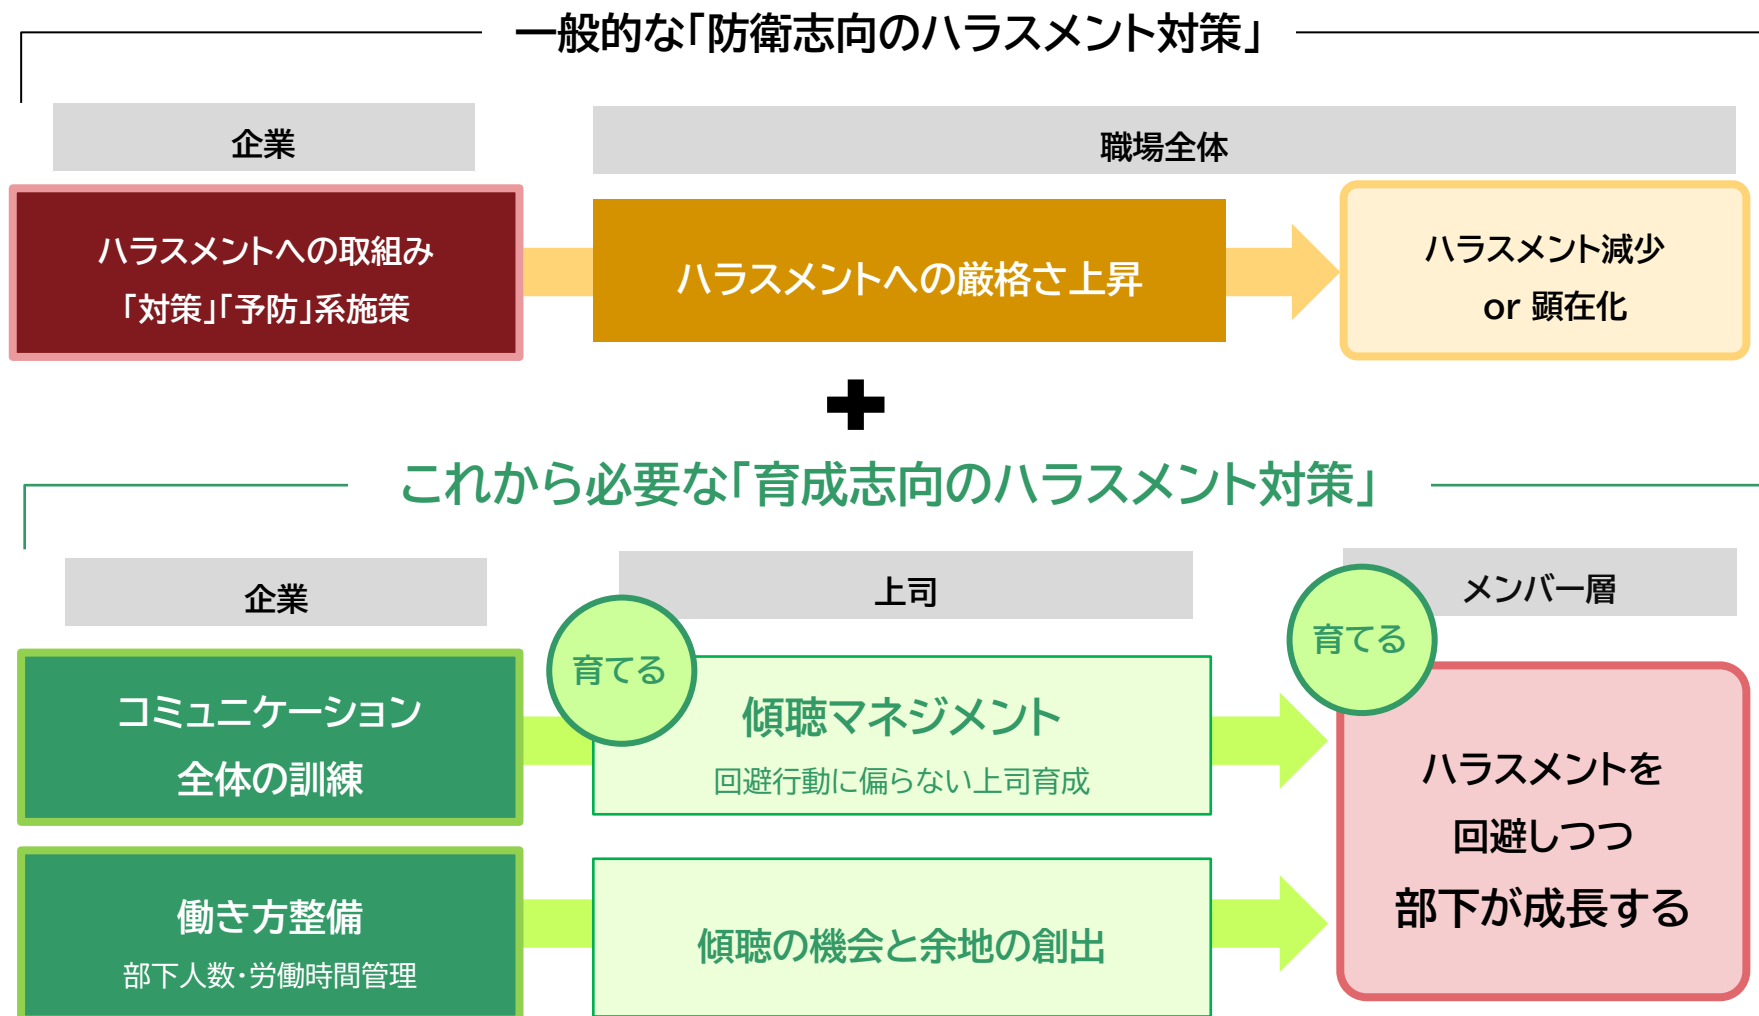 一般的な「防衛志向のハラスメント対策」
企業
職場全体
ハラスメントへの取組み
「対策」「予防」系施策
ハラスメントへの厳格さ上昇
ハラスメント減少
or 顕在化
+
これから必要な「育成志向のハラスメント対策」
企業
上司
メンバー層
育てる
育てる
コミュニケーション
全体の訓練
傾聴マネジメント
回避行動に偏らない上司育成
働き方整備
部下人数・労働時間管理
傾聴の機会と余地の創出
ハラスメントを
回避しつつ
部下が成長する